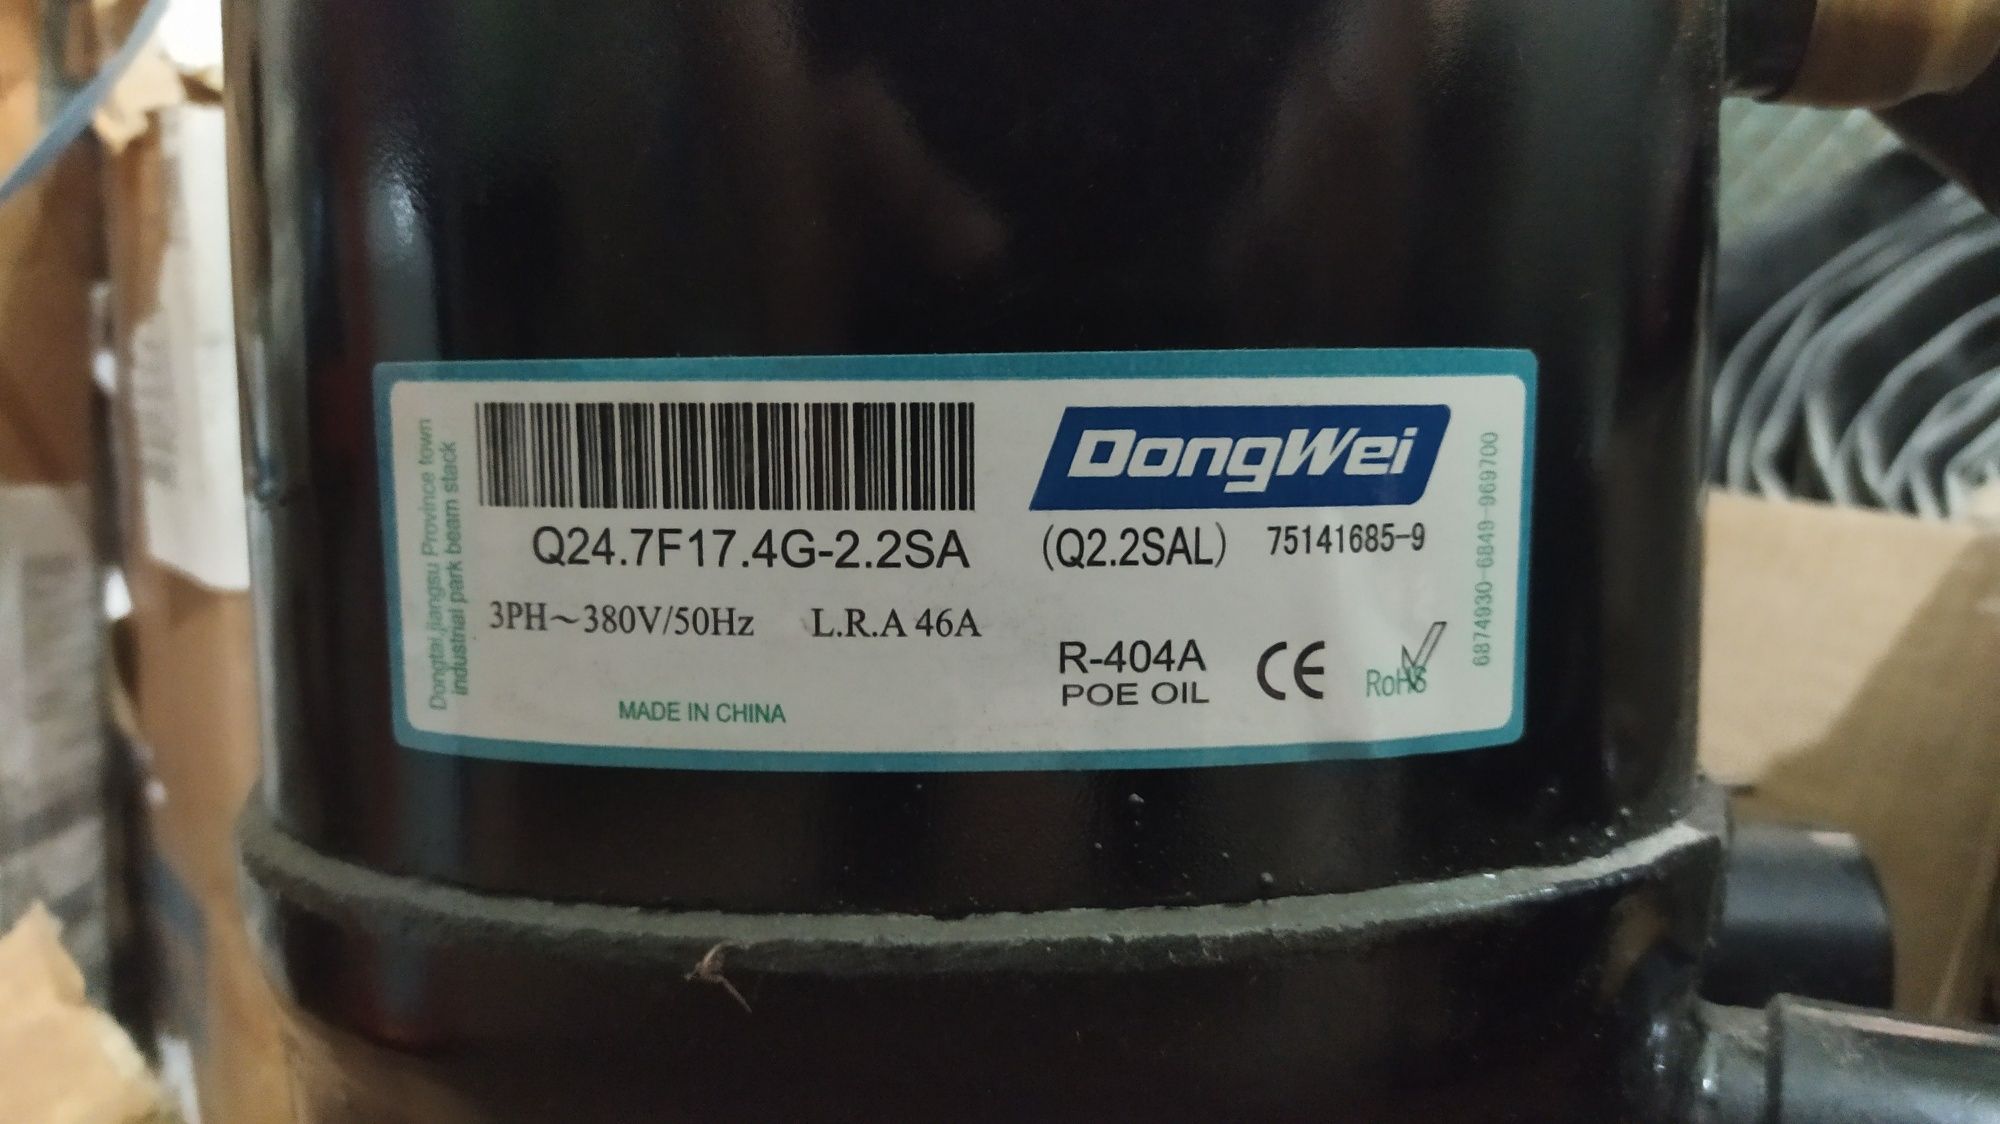 DongWei
Q24.7F17.4G-2.2SA
(Q2.2SAL) 75141685-9
3PH～380V/50Hz L.R.A 46A
R-404A
POE OIL
CE
RoHS
MADE IN CHINA
Dongtai.jiangsu Province town
industrial park beam stack
6874930-6849-969700